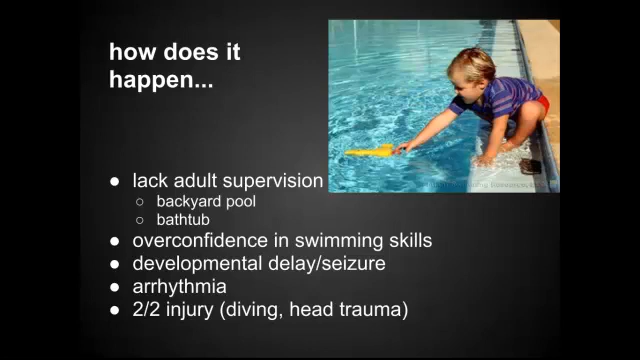 how does it
happen...
● lack adult supervision
○ backyard pool
○ bathtub
● overconfidence in swimming skills
● developmental delay/seizure
● arrhythmia
● 2/2 injury (diving, head trauma)